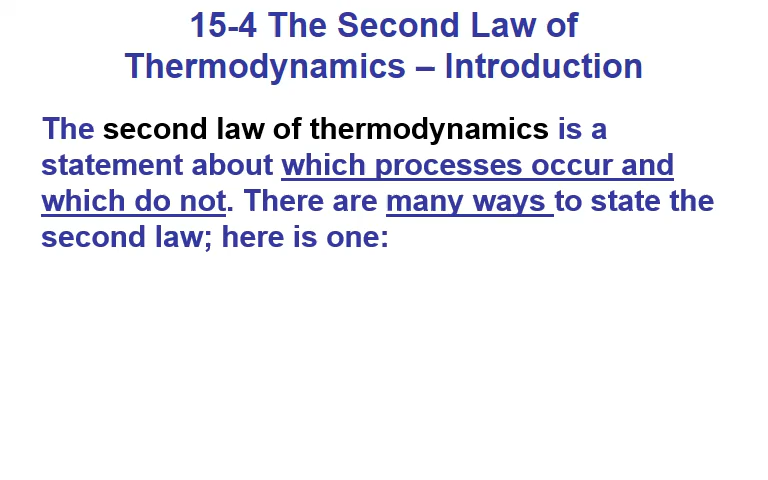 15-4 The Second Law of
Thermodynamics – Introduction
The second law of thermodynamics is a
statement about which processes occur and
which do not. There are many ways to state the
second law; here is one: